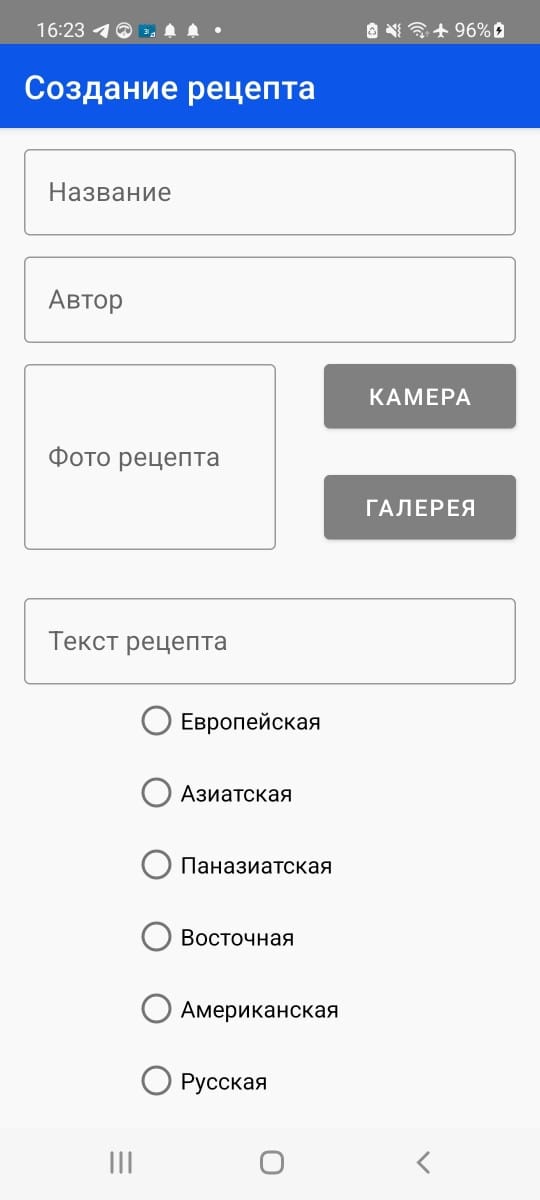 16:23 96%
Создание рецепта
Название
Автор
Фото рецепта
КАМЕРА
ГАЛЕРЕЯ
Текст рецепта
Европейская
Азиатская
Паназиатская
Восточная
Американская
Русская